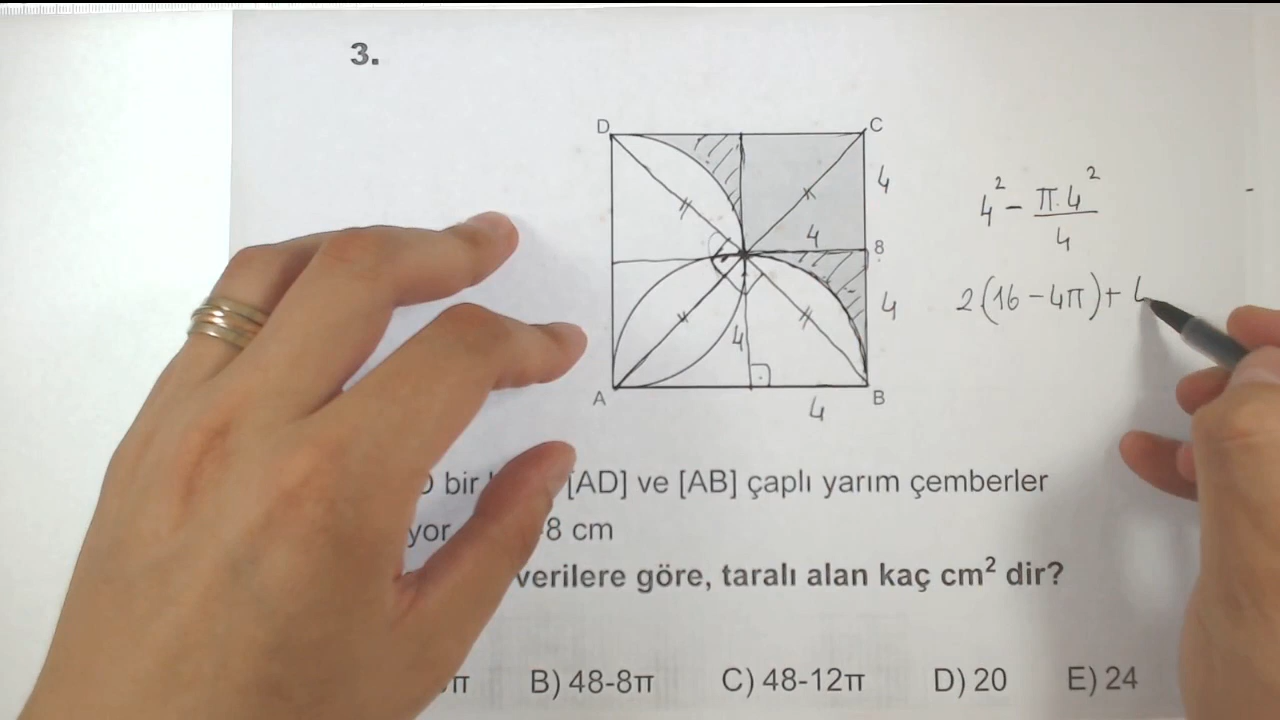 3.
D C
4
4² - π.4² / 4
4 8
4
2(16 - 4π) + 4
4
A B
4
bir [AD] ve [AB] çaplı yarım çemberler
yor 8 cm
verilere göre, taralı alan kaç cm² dir?
π B) 48-8π C) 48-12π D) 20 E) 24